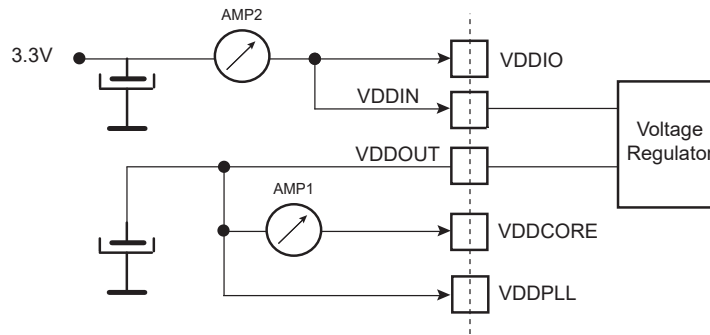 AMP2
3.3V
VDDIO
VDDIN
Voltage
Regulator
VDDOUT
AMP1
VDDCORE
VDDPLL